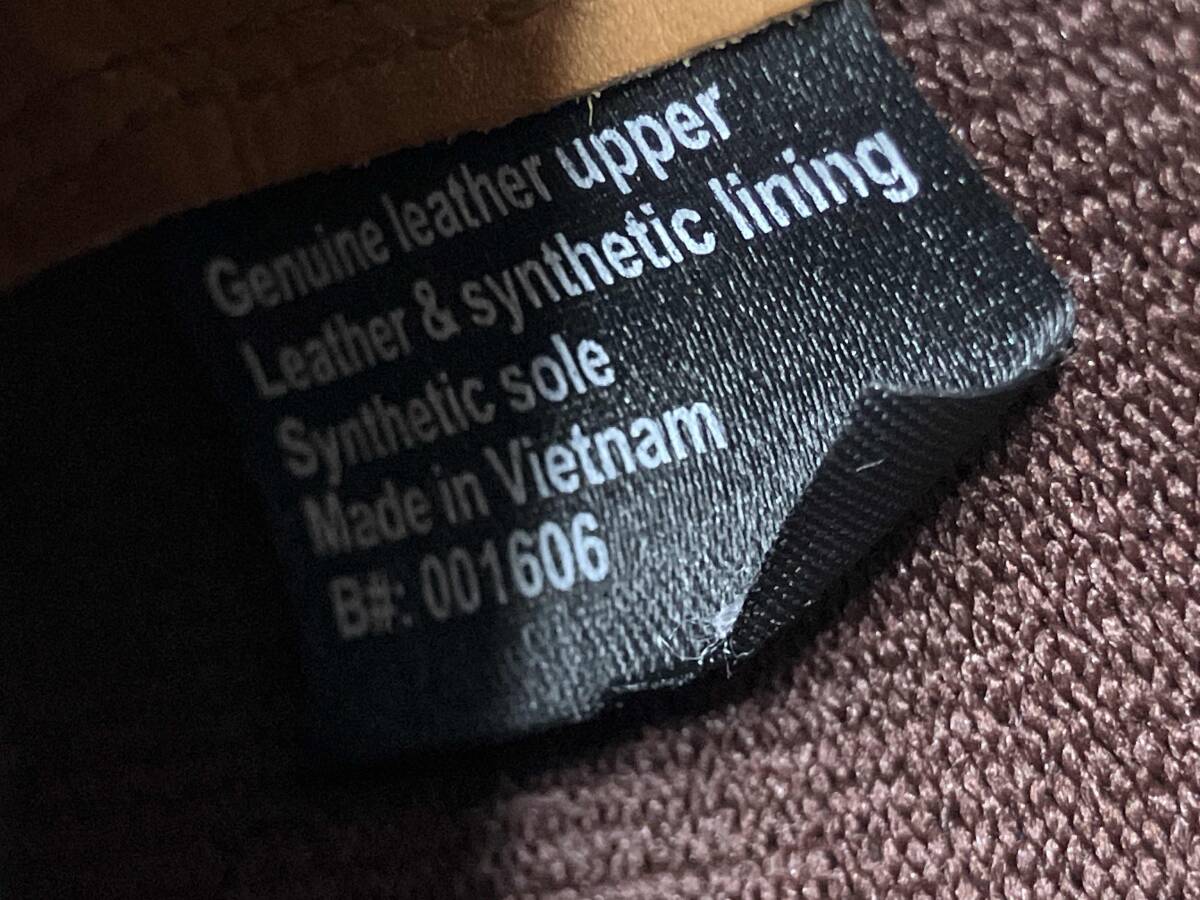 Genuine leather upper
Leather & synthetic lining
Synthetic sole
Made in Vietnam
B#: 001606